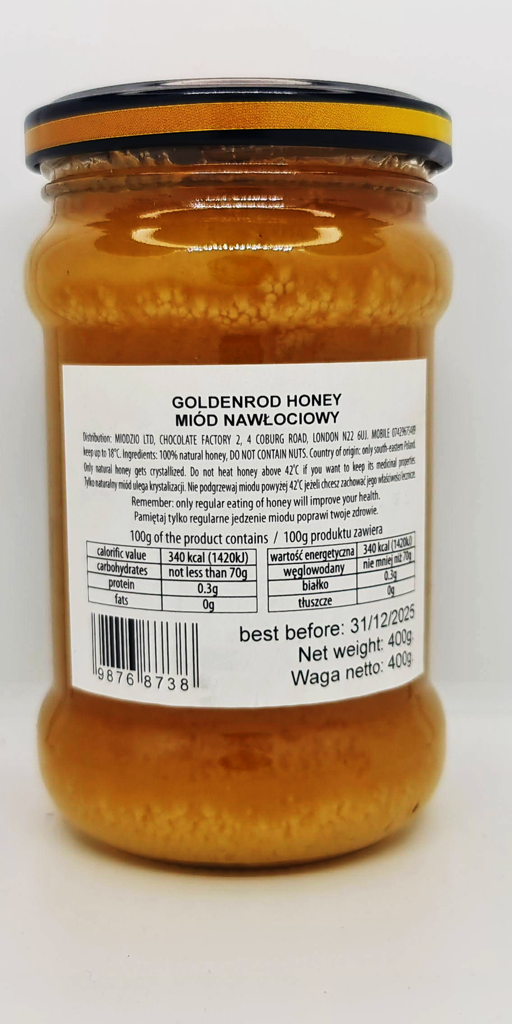 GOLDENROD HONEY
MIÓD NAWŁOCIOWY
Distribution: MIODZIO LTD, CHOCOLATE FACTORY 2, 4 COBURG ROAD, LONDON N22 6UJ. MOBILE
keep up to 18°C. Ingredients: 100% natural honey, DO NOT CONTAIN NUTS. Country of origin: only south-eastern Poland.
Only natural honey gets crystallized. Do not heat honey above 42°C if you want to keep its medicinal properties
Tylko naturalny miód ulega krystalizacji. Nie podgrzewaj miodu powyżej 42°C jeżeli chcesz zachować jego właściwości lecznicze.
Remember: only regular eating of honey will improve your health.
Pamiętaj tylko regularne jedzenie miodu poprawi twoje zdrowie.
100g of the product contains / 100g produktu zawiera
calorific value 340 kcal (1420kJ) wartość energetyczna 340 kcal (1420kJ)
carbohydrates not less than 70g węglowodany nie mniej niż 70g
protein 0.3g białko 0.3g
fats 0g tłuszcze 0g
best before: 31/12/2025
Net weight: 400g.
Waga netto: 400g.
9876 8738